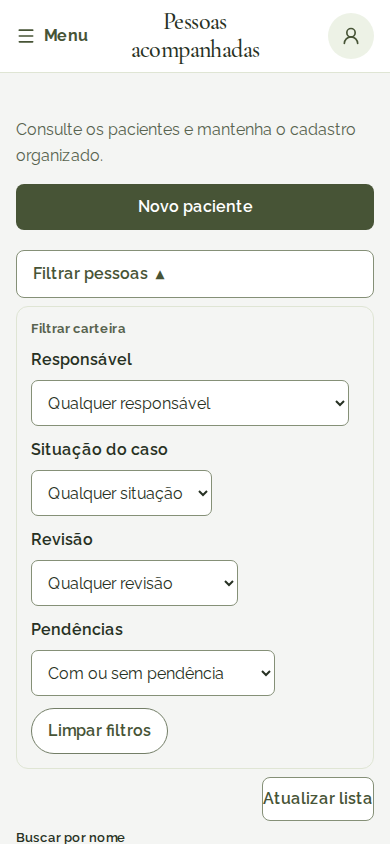 Menu
Pessoas
acompanhadas
Consulte os pacientes e mantenha o cadastro
organizado.
Novo paciente
Filtrar pessoas ▲
Filtrar carteira
Responsável
Qualquer responsável
Situação do caso
Qualquer situação
Revisão
Qualquer revisão
Pendências
Com ou sem pendência
Limpar filtros
Atualizar lista
Buscar por nome